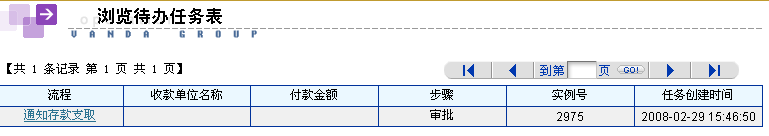 浏览待办任务表
VANDA GROUP
【共 1 条记录 第 1 页 共 1 页】 到第 页 GO!
流程 收款单位名称 付款金额 步骤 实例号 任务创建时间
通知存款支取 审批 2975 2008-02-29 15:46:50